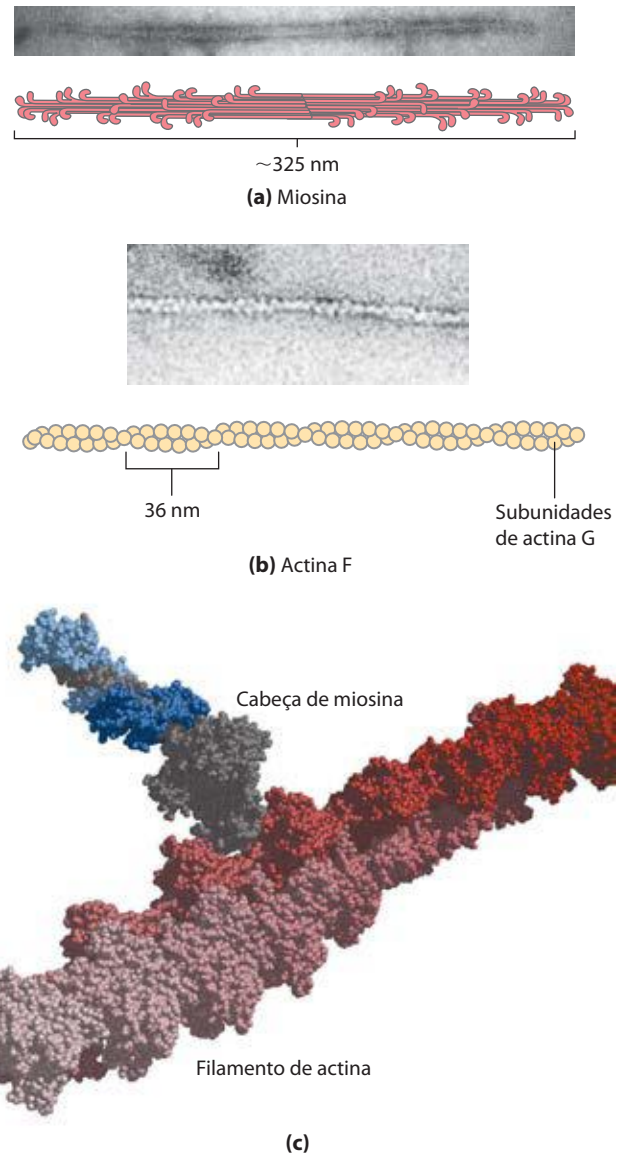 ~325 nm
(a) Miosina
36 nm
Subunidades
de actina G
(b) Actina F
Cabeça de miosina
Filamento de actina
(c)